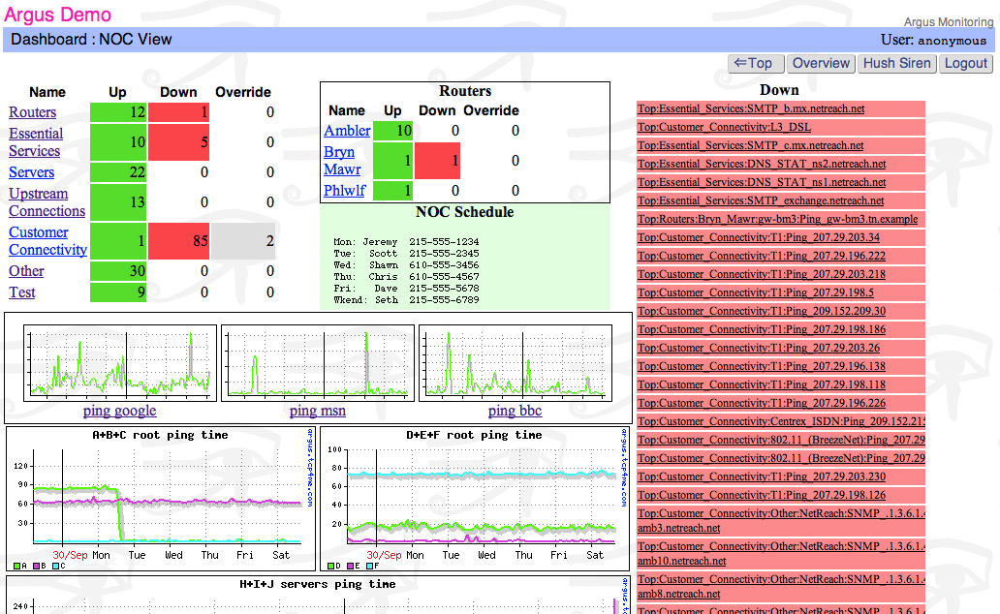 Argus Demo
Argus Monitoring
Dashboard : NOC View
User: anonymous
⇐Top Overview Hush Siren Logout
Name Up Down Override
Routers 12 1 0
Essential Services 10 5 0
Servers 22 0 0
Upstream Connections 13 0 0
Customer Connectivity 1 85 2
Other 30 0 0
Test 9 0 0
Routers
Name Up Down Override
Ambler 10 0 0
Bryn Mawr 1 1 0
Phlwlf 1 0 0
NOC Schedule
Mon: Jeremy 215-555-1234
Tue: Scott 215-555-2345
Wed: Shawn 610-555-3456
Thu: Chris 610-555-4567
Fri: Dave 215-555-5678
Wkend: Seth 215-555-6789
ping google
ping msn
ping bbc
A+B+C root ping time
argus.tcp4me.com
120
90
60
30
30/Sep Mon Tue Wed Thu Fri Sat
A B C
D+E+F root ping time
argus.tcp4me.com
100
80
60
40
20
30/Sep Mon Tue Wed Thu Fri Sat
D E F
H+I+J servers ping time
240
Down
Top:Essential_Services:SMTP_b.mx.netreach.net
Top:Customer_Connectivity:L3_DSL
Top:Essential_Services:SMTP_c.mx.netreach.net
Top:Essential_Services:DNS_STAT_ns2.netreach.net
Top:Essential_Services:DNS_STAT_ns1.netreach.net
Top:Essential_Services:SMTP_exchange.netreach.net
Top:Routers:Bryn_Mawr:gw-bm3:Ping_gw-bm3.tn.example
Top:Customer_Connectivity:T1:Ping_207.29.203.34
Top:Customer_Connectivity:T1:Ping_207.29.196.222
Top:Customer_Connectivity:T1:Ping_207.29.203.218
Top:Customer_Connectivity:T1:Ping_207.29.198.5
Top:Customer_Connectivity:T1:Ping_209.152.209.30
Top:Customer_Connectivity:T1:Ping_207.29.198.186
Top:Customer_Connectivity:T1:Ping_207.29.203.26
Top:Customer_Connectivity:T1:Ping_207.29.196.138
Top:Customer_Connectivity:T1:Ping_207.29.198.118
Top:Customer_Connectivity:T1:Ping_207.29.196.226
Top:Customer_Connectivity:Centrex_ISDN:Ping_209.152.215
Top:Customer_Connectivity:802.11_(BreezeNet):Ping_207.29
Top:Customer_Connectivity:802.11_(BreezeNet):Ping_207.29
Top:Customer_Connectivity:T1:Ping_207.29.203.230
Top:Customer_Connectivity:T1:Ping_207.29.198.126
Top:Customer_Connectivity:Other:NetReach:SNMP_.1.3.6.1.4
amb3.netreach.net
Top:Customer_Connectivity:Other:NetReach:SNMP_.1.3.6.1.4
amb10.netreach.net
Top:Customer_Connectivity:Other:NetReach:SNMP_.1.3.6.1.4
amb8.netreach.net
Top:Customer_Connectivity:Other:NetReach:SNMP_.1.3.6.1.4